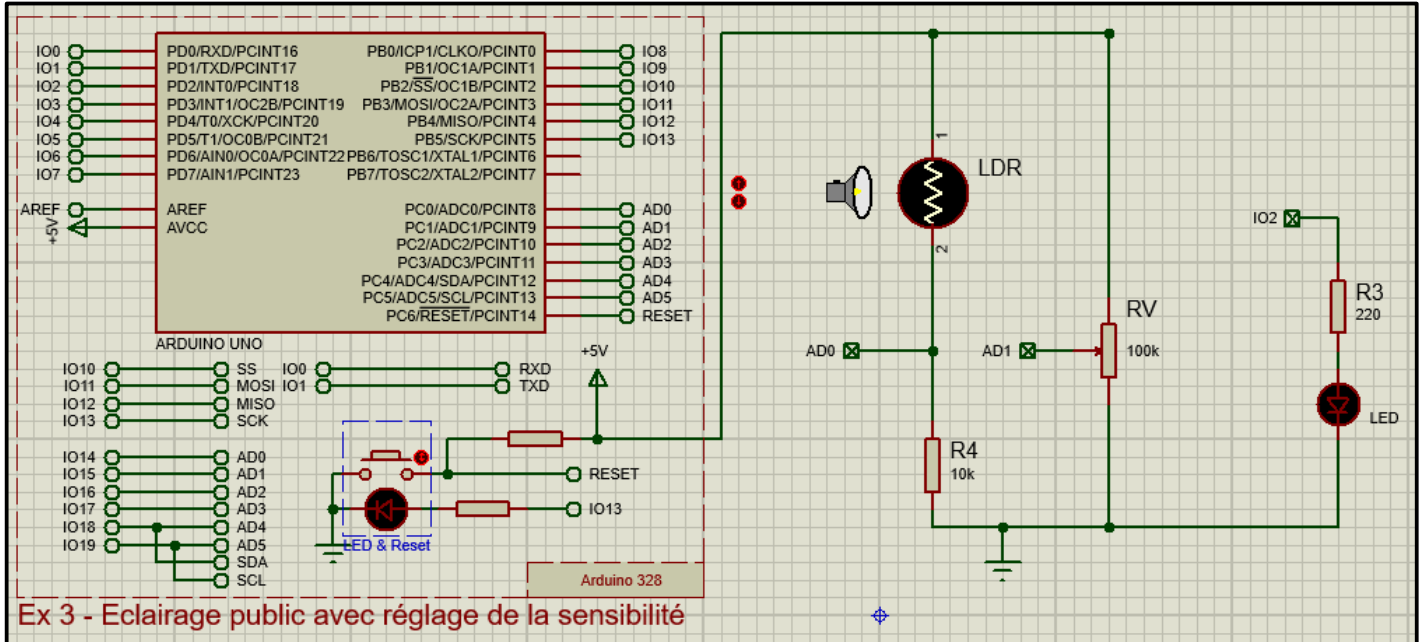 IO0 PD0/RXD/PCINT16 PB0/ICP1/CLKO/PCINT0 IO8
IO1 PD1/TXD/PCINT17 PB1/OC1A/PCINT1 IO9
IO2 PD2/INT0/PCINT18 PB2/SS/OC1B/PCINT2 IO10
IO3 PD3/INT1/OC2B/PCINT19 PB3/MOSI/OC2A/PCINT3 IO11
IO4 PD4/T0/XCK/PCINT20 PB4/MISO/PCINT4 IO12
IO5 PD5/T1/OC0B/PCINT21 PB5/SCK/PCINT5 IO13
IO6 PD6/AIN0/OC0A/PCINT22 PB6/TOSC1/XTAL1/PCINT6
IO7 PD7/AIN1/PCINT23 PB7/TOSC2/XTAL2/PCINT7
AREF AREF PC0/ADC0/PCINT8 AD0
+5V AVCC PC1/ADC1/PCINT9 AD1
PC2/ADC2/PCINT10 AD2
PC3/ADC3/PCINT11 AD3
PC4/ADC4/SDA/PCINT12 AD4
PC5/ADC5/SCL/PCINT13 AD5
PC6/RESET/PCINT14 RESET
ARDUINO UNO
IO10 SS IO0 RXD
IO11 MOSI IO1 TXD
IO12 MISO
IO13 SCK
+5V
IO14 AD0
IO15 AD1
IO16 AD2
IO17 AD3
IO18 AD4
IO19 AD5
SDA
SCL
RESET
IO13
LED & Reset
Arduino 328
1
LDR
2
AD0
R4
10k
AD1
RV
100k
IO2
R3
220
LED
Ex 3 - Eclairage public avec réglage de la sensibilité